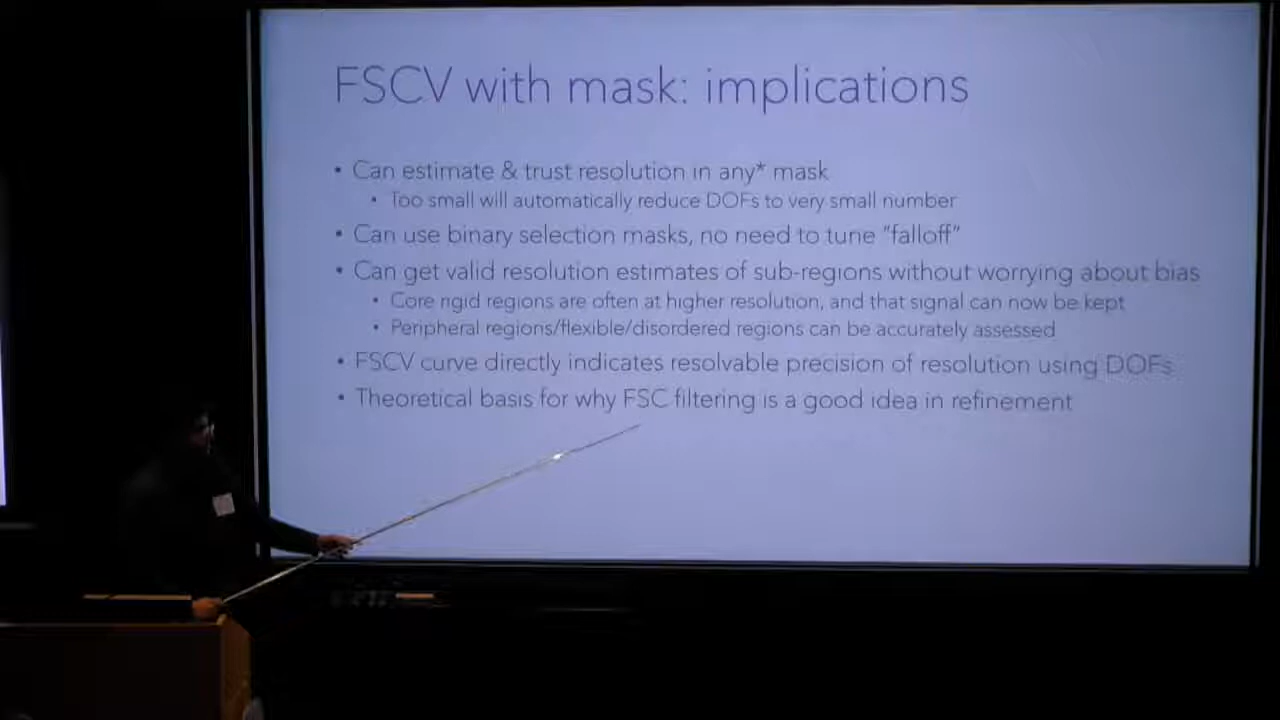 FSCV with mask: implications
• Can estimate & trust resolution in any* mask
• Too small will automatically reduce DOFs to very small number
• Can use binary selection masks, no need to tune “falloff”
• Can get valid resolution estimates of sub-regions without worrying about bias
• Core rigid regions are often at higher resolution, and that signal can now be kept
• Peripheral regions/flexible/disordered regions can be accurately assessed
• FSCV curve directly indicates resolvable precision of resolution using DOFs
• Theoretical basis for why FSC filtering is a good idea in refinement